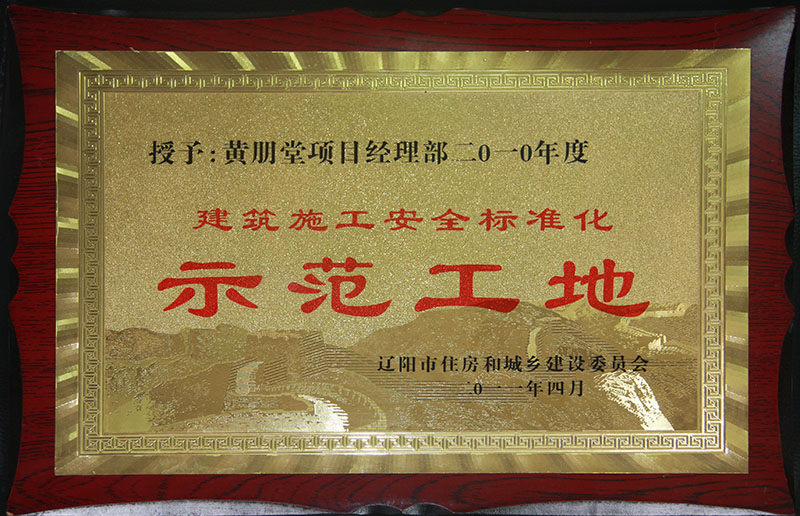 授予:黄朋堂项目经理部二0一0年度
建筑施工安全标准化
示范工地
辽阳市住房和城乡建设委员会
二0一一年四月